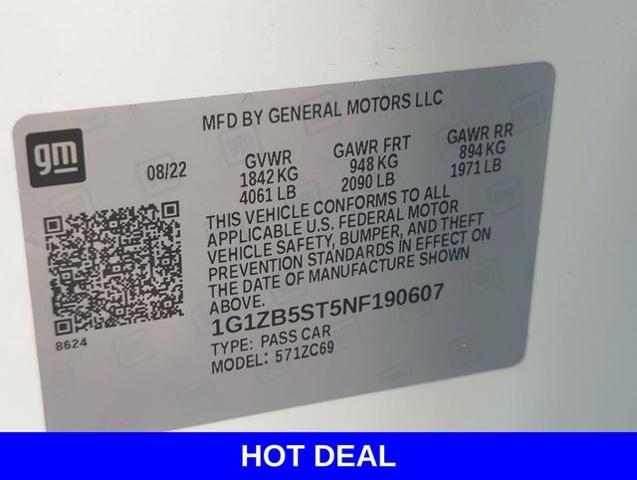 MFD BY GENERAL MOTORS LLC
gm
08/22
GVWR
1842 KG
4061 LB
GAWR FRT
948 KG
2090 LB
GAWR RR
894 KG
1971 LB
THIS VEHICLE CONFORMS TO ALL
APPLICABLE U.S. FEDERAL MOTOR
VEHICLE SAFETY, BUMPER, AND THEFT
PREVENTION STANDARDS IN EFFECT ON
THE DATE OF MANUFACTURE SHOWN
ABOVE.
1G1ZB5ST5NF190607
8624
TYPE: PASS CAR
MODEL: 571ZC69
HOT DEAL